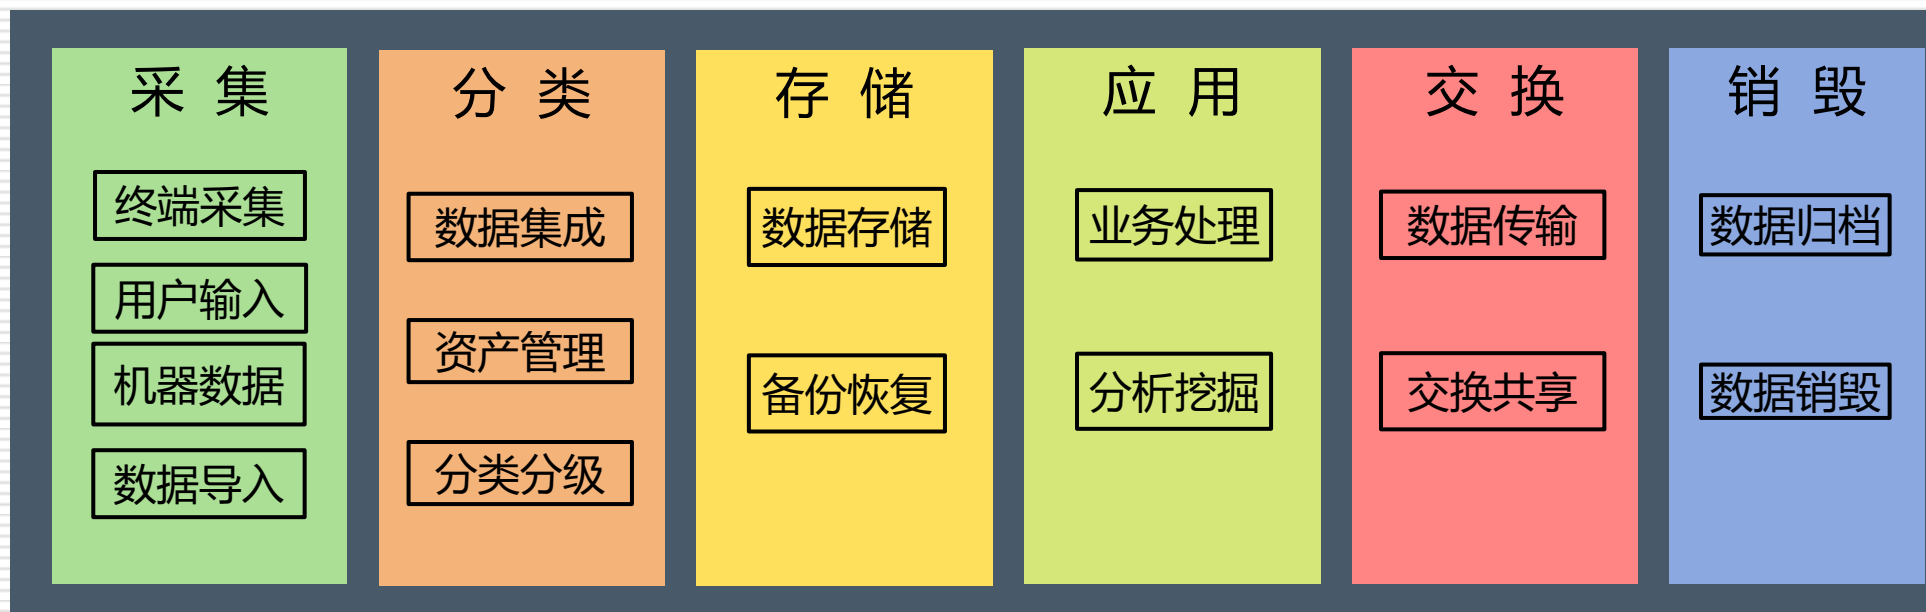 采 集
终端采集
用户输入
机器数据
数据导入
分 类
数据集成
资产管理
分类分级
存 储
数据存储
备份恢复
应 用
业务处理
分析挖掘
交 换
数据传输
交换共享
销 毁
数据归档
数据销毁